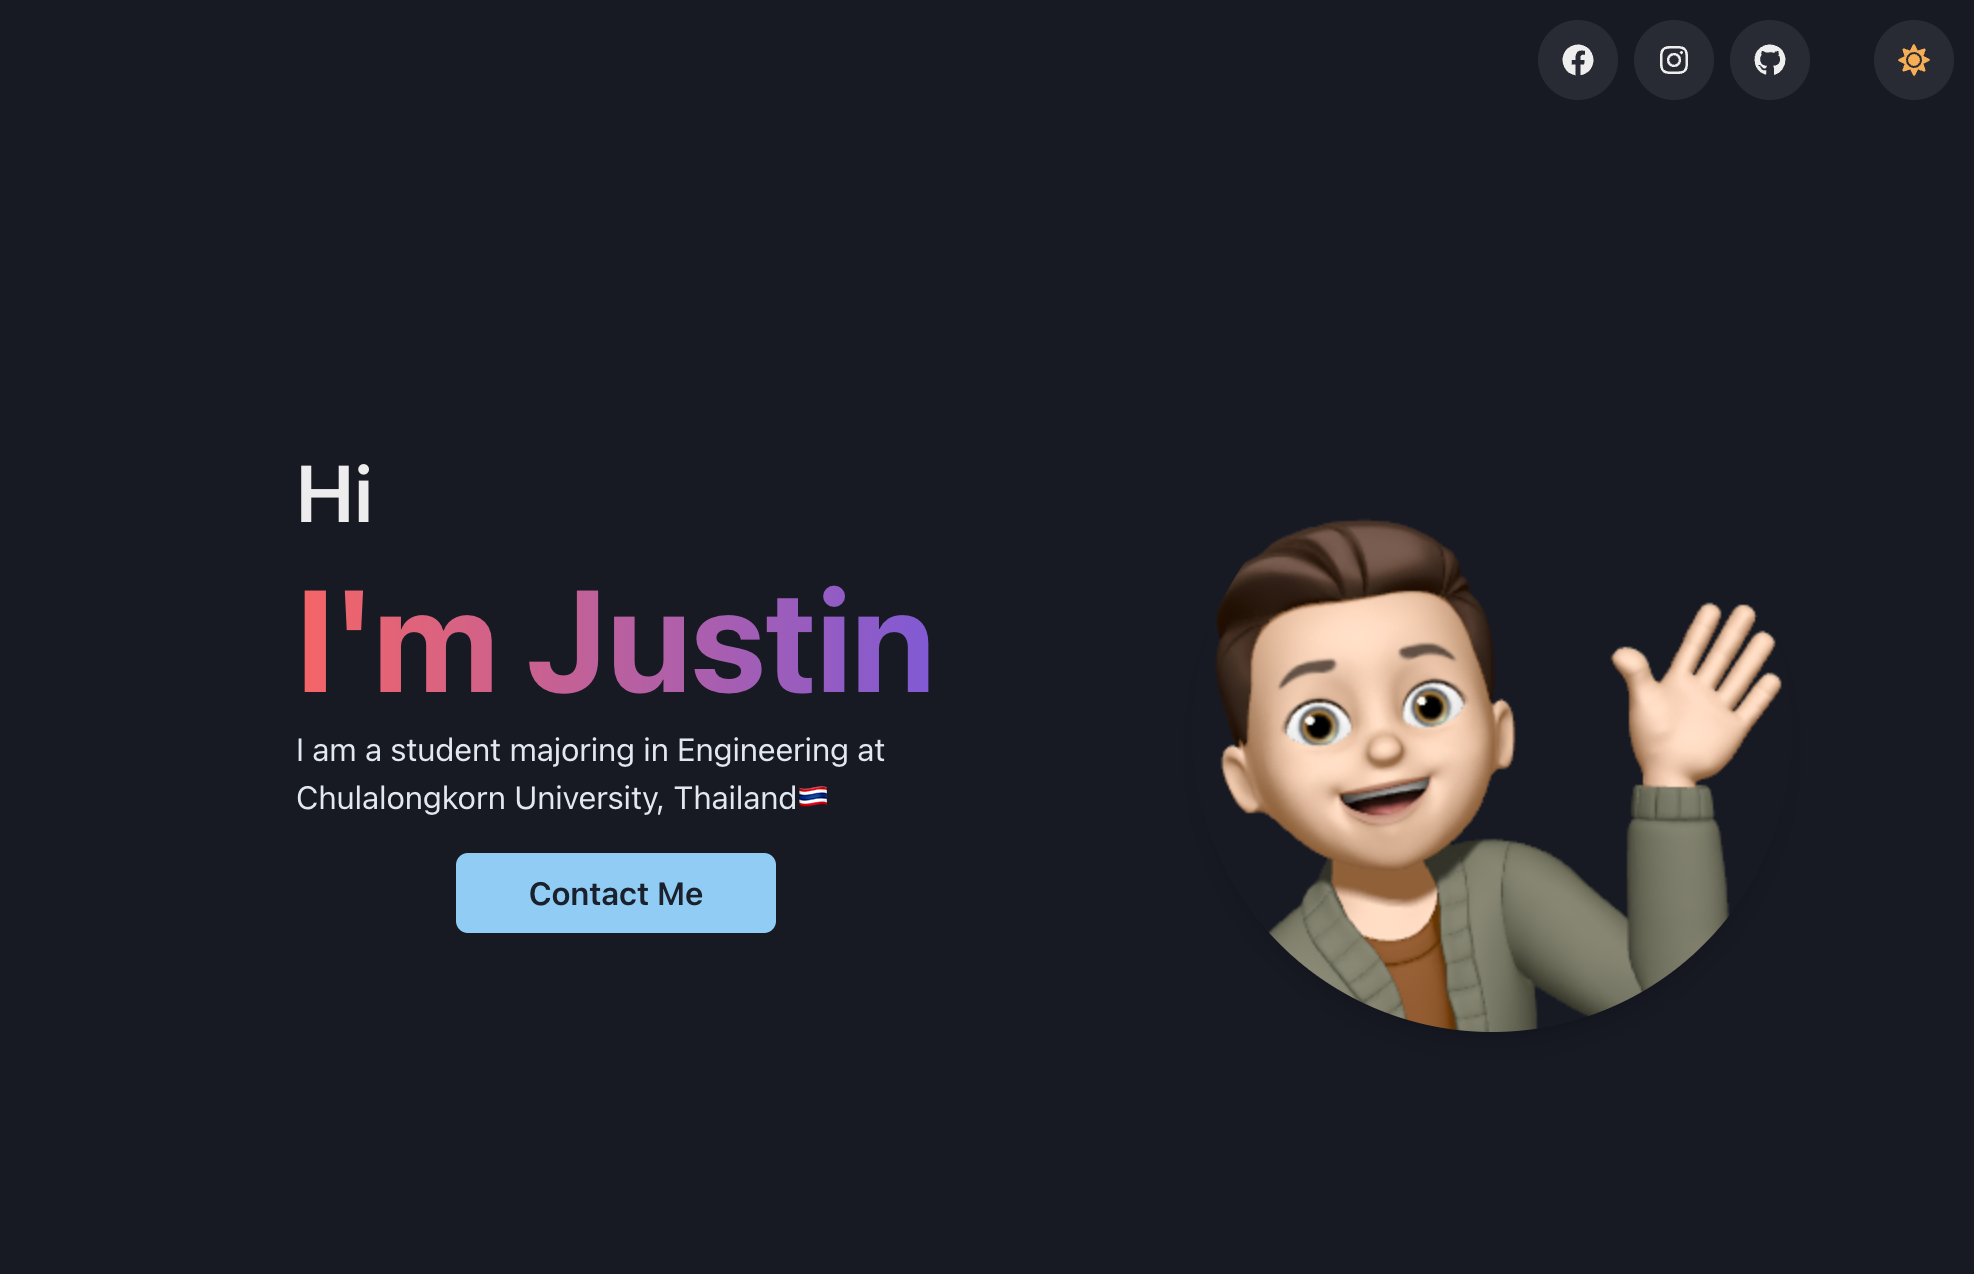 Hi
I'm Justin
I am a student majoring in Engineering at
Chulalongkorn University, Thailand🇹🇭
Contact Me